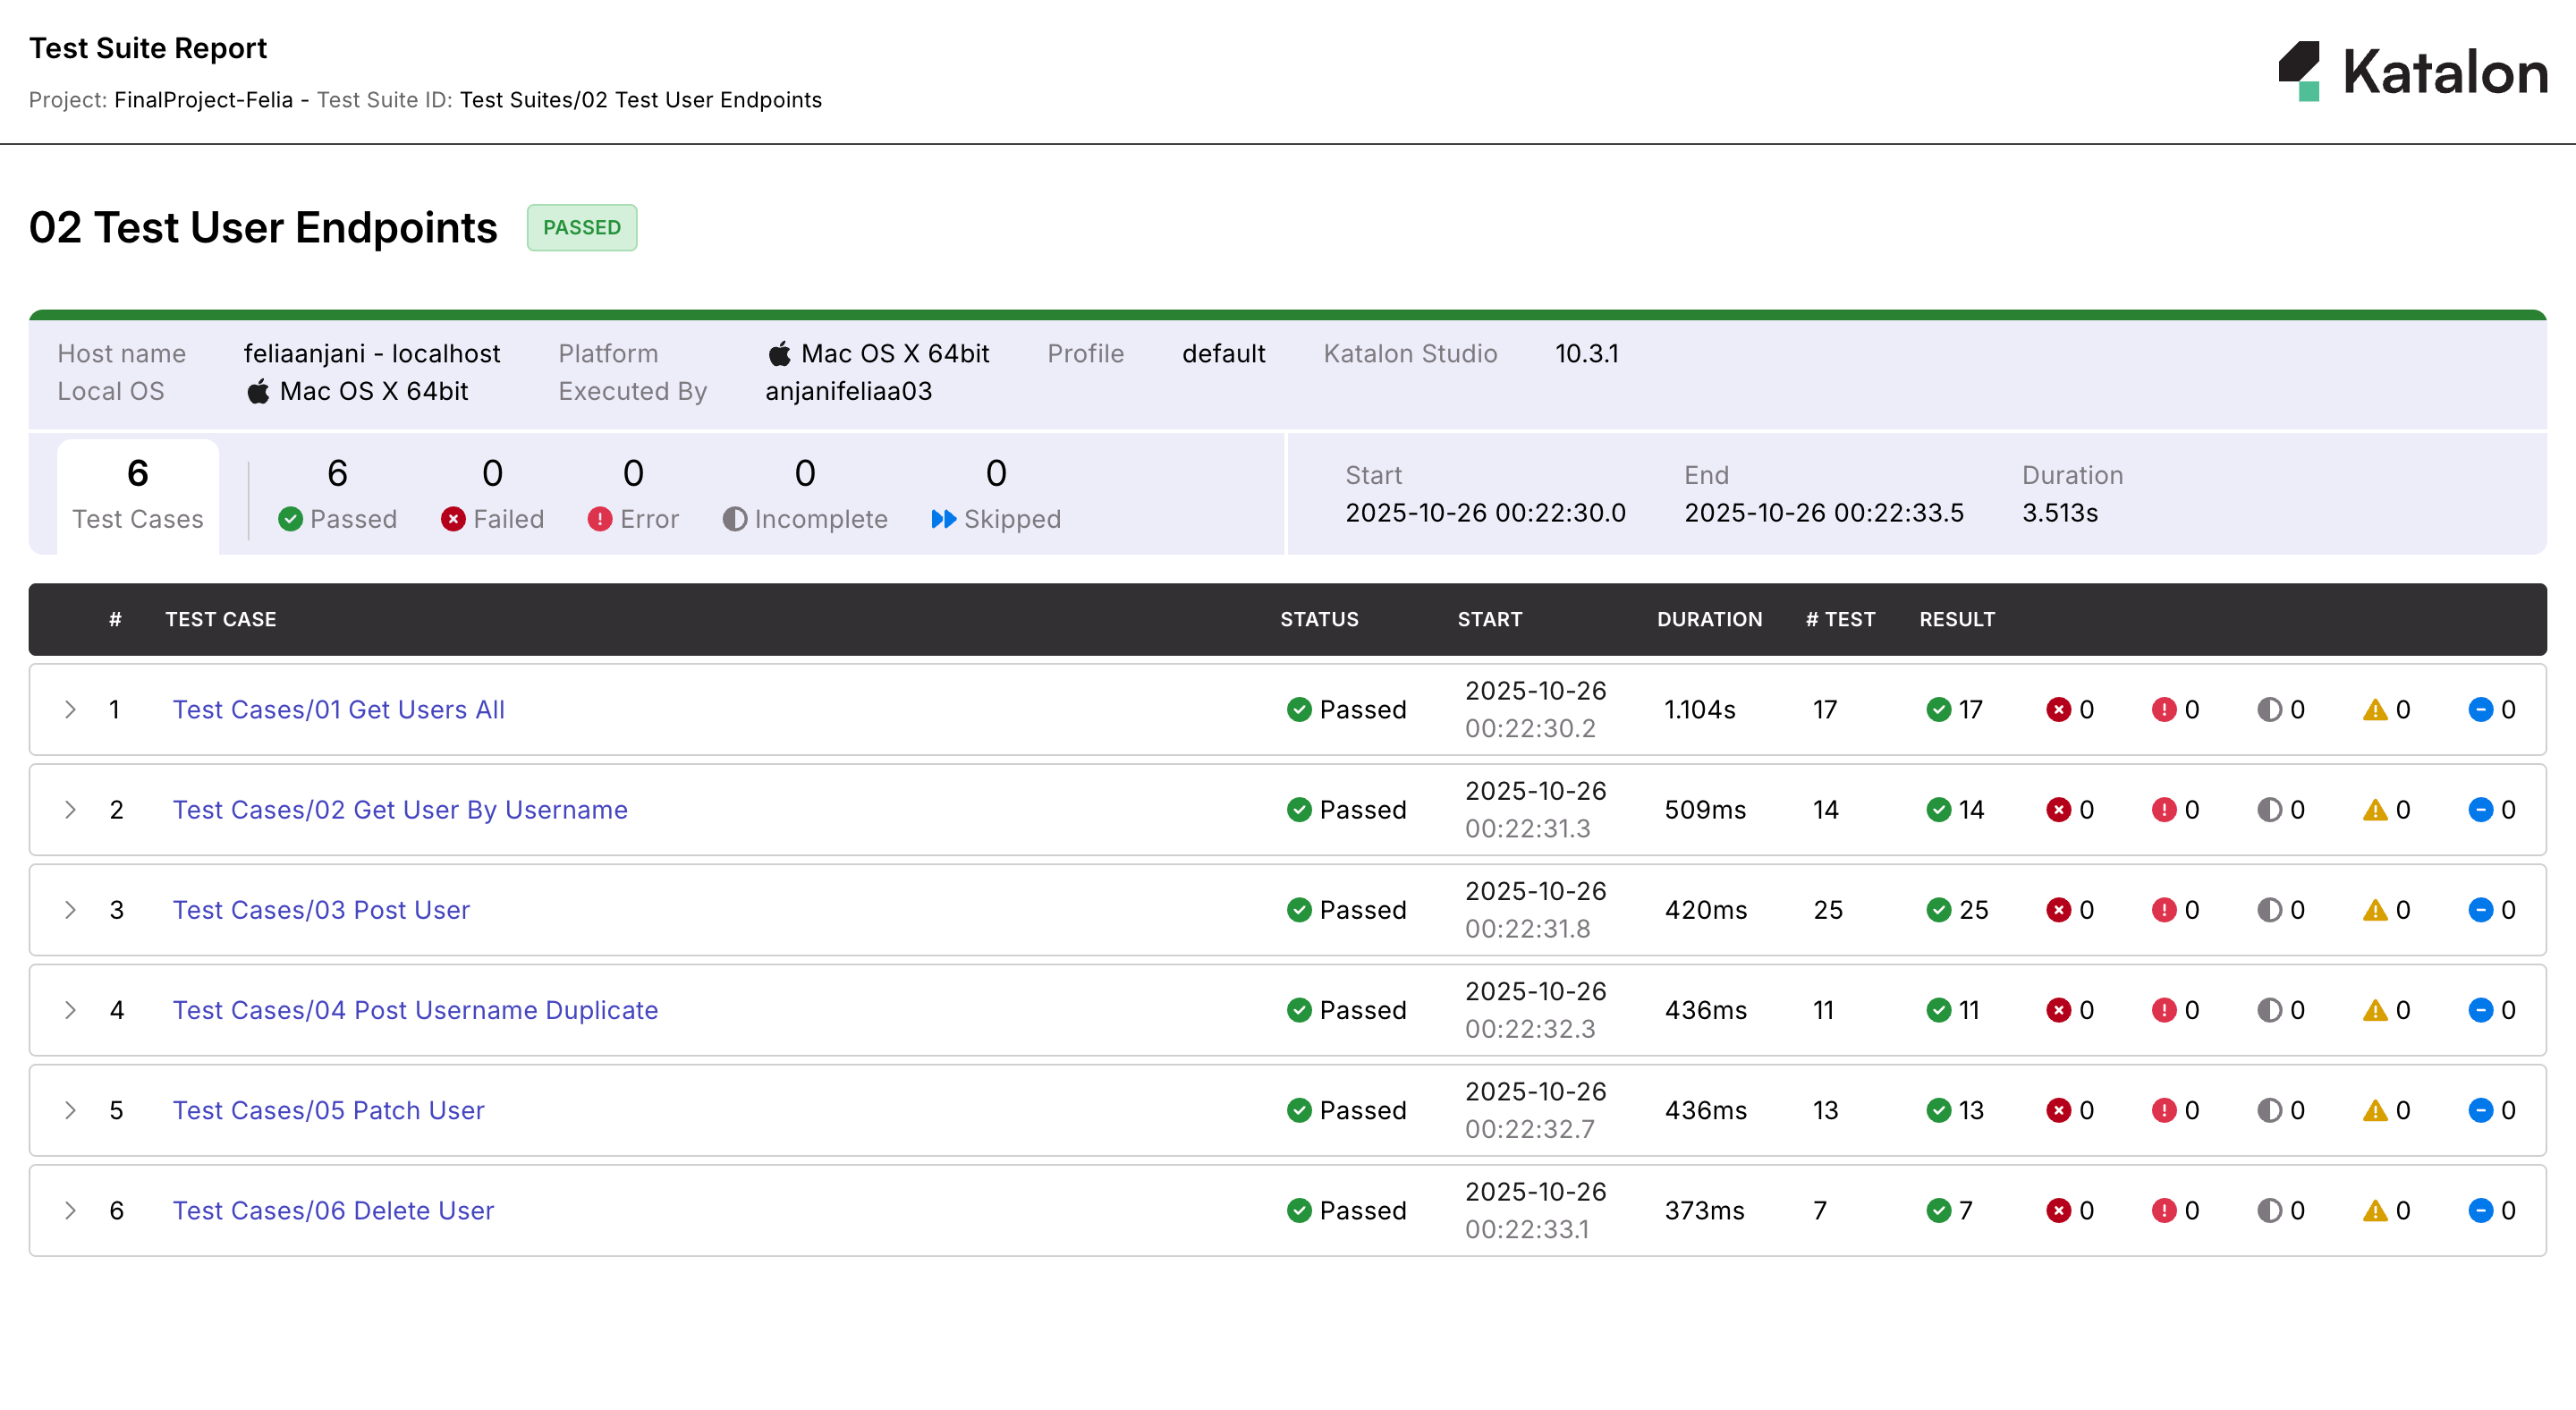 Test Suite Report
Project: FinalProject-Felia - Test Suite ID: Test Suites/02 Test User Endpoints
Katalon
02 Test User Endpoints PASSED
Host name feliaanjani - localhost Platform Mac OS X 64bit Profile default Katalon Studio 10.3.1
Local OS Mac OS X 64bit Executed By anjanifeliaa03
6 6 0 0 0 0
Test Cases Passed Failed Error Incomplete Skipped
Start End Duration
2025-10-26 00:22:30.0 2025-10-26 00:22:33.5 3.513s
# TEST CASE STATUS START DURATION # TEST RESULT
1 Test Cases/01 Get Users All Passed 2025-10-26 00:22:30.2 1.104s 17 17 0 0 0 0 0
2 Test Cases/02 Get User By Username Passed 2025-10-26 00:22:31.3 509ms 14 14 0 0 0 0 0
3 Test Cases/03 Post User Passed 2025-10-26 00:22:31.8 420ms 25 25 0 0 0 0 0
4 Test Cases/04 Post Username Duplicate Passed 2025-10-26 00:22:32.3 436ms 11 11 0 0 0 0 0
5 Test Cases/05 Patch User Passed 2025-10-26 00:22:32.7 436ms 13 13 0 0 0 0 0
6 Test Cases/06 Delete User Passed 2025-10-26 00:22:33.1 373ms 7 7 0 0 0 0 0